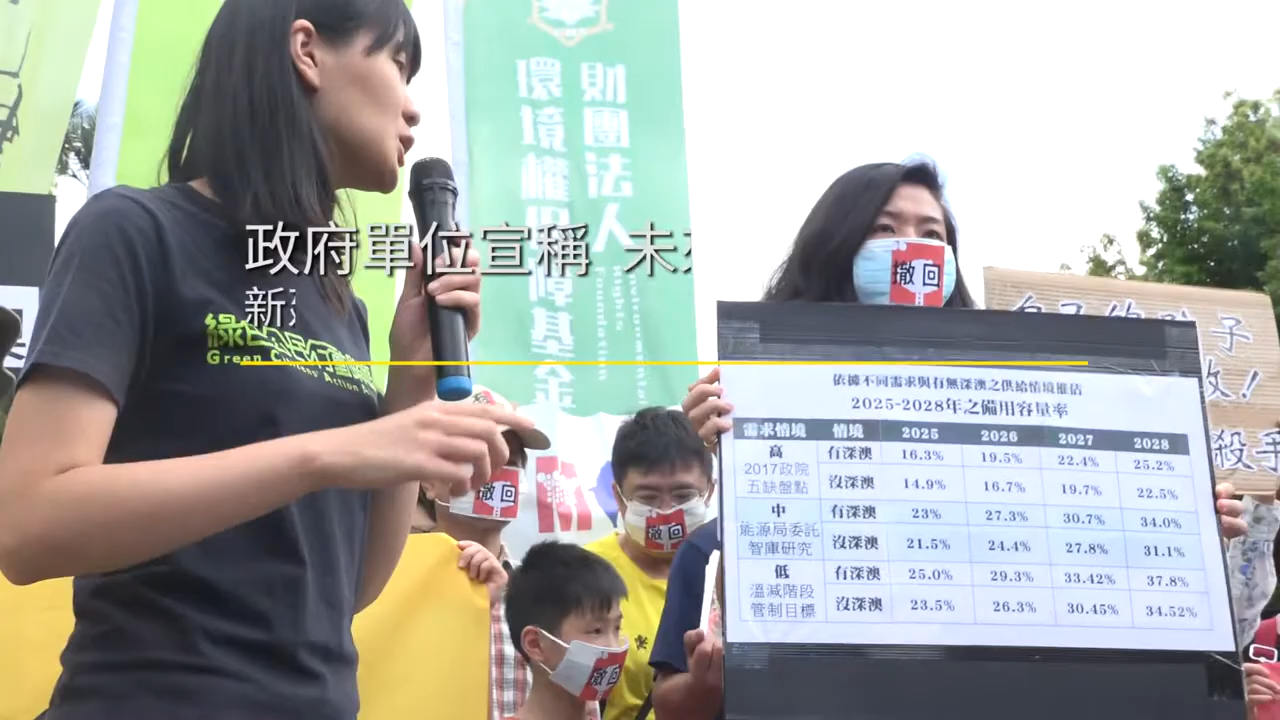 財團法人
環境權保障基金
政府單位宣稱 未
新
綠色公民行動
Green Citizens' Action
撤回
撤回
撤回
撤回
子
殺手
依據不同需求與有無深澳之供給情境推估
2025-2028年之備用容量率
需求情境 情境 2025 2026 2027 2028
高 2017政院五缺盤點 有深澳 16.3% 19.5% 22.4% 25.2%
沒深澳 14.9% 16.7% 19.7% 22.5%
中 能源局委託智庫研究 有深澳 23% 27.3% 30.7% 34.0%
沒深澳 21.5% 24.4% 27.8% 31.1%
低 溫減階段管制目標 有深澳 25.0% 29.3% 33.42% 37.8%
沒深澳 23.5% 26.3% 30.45% 34.52%